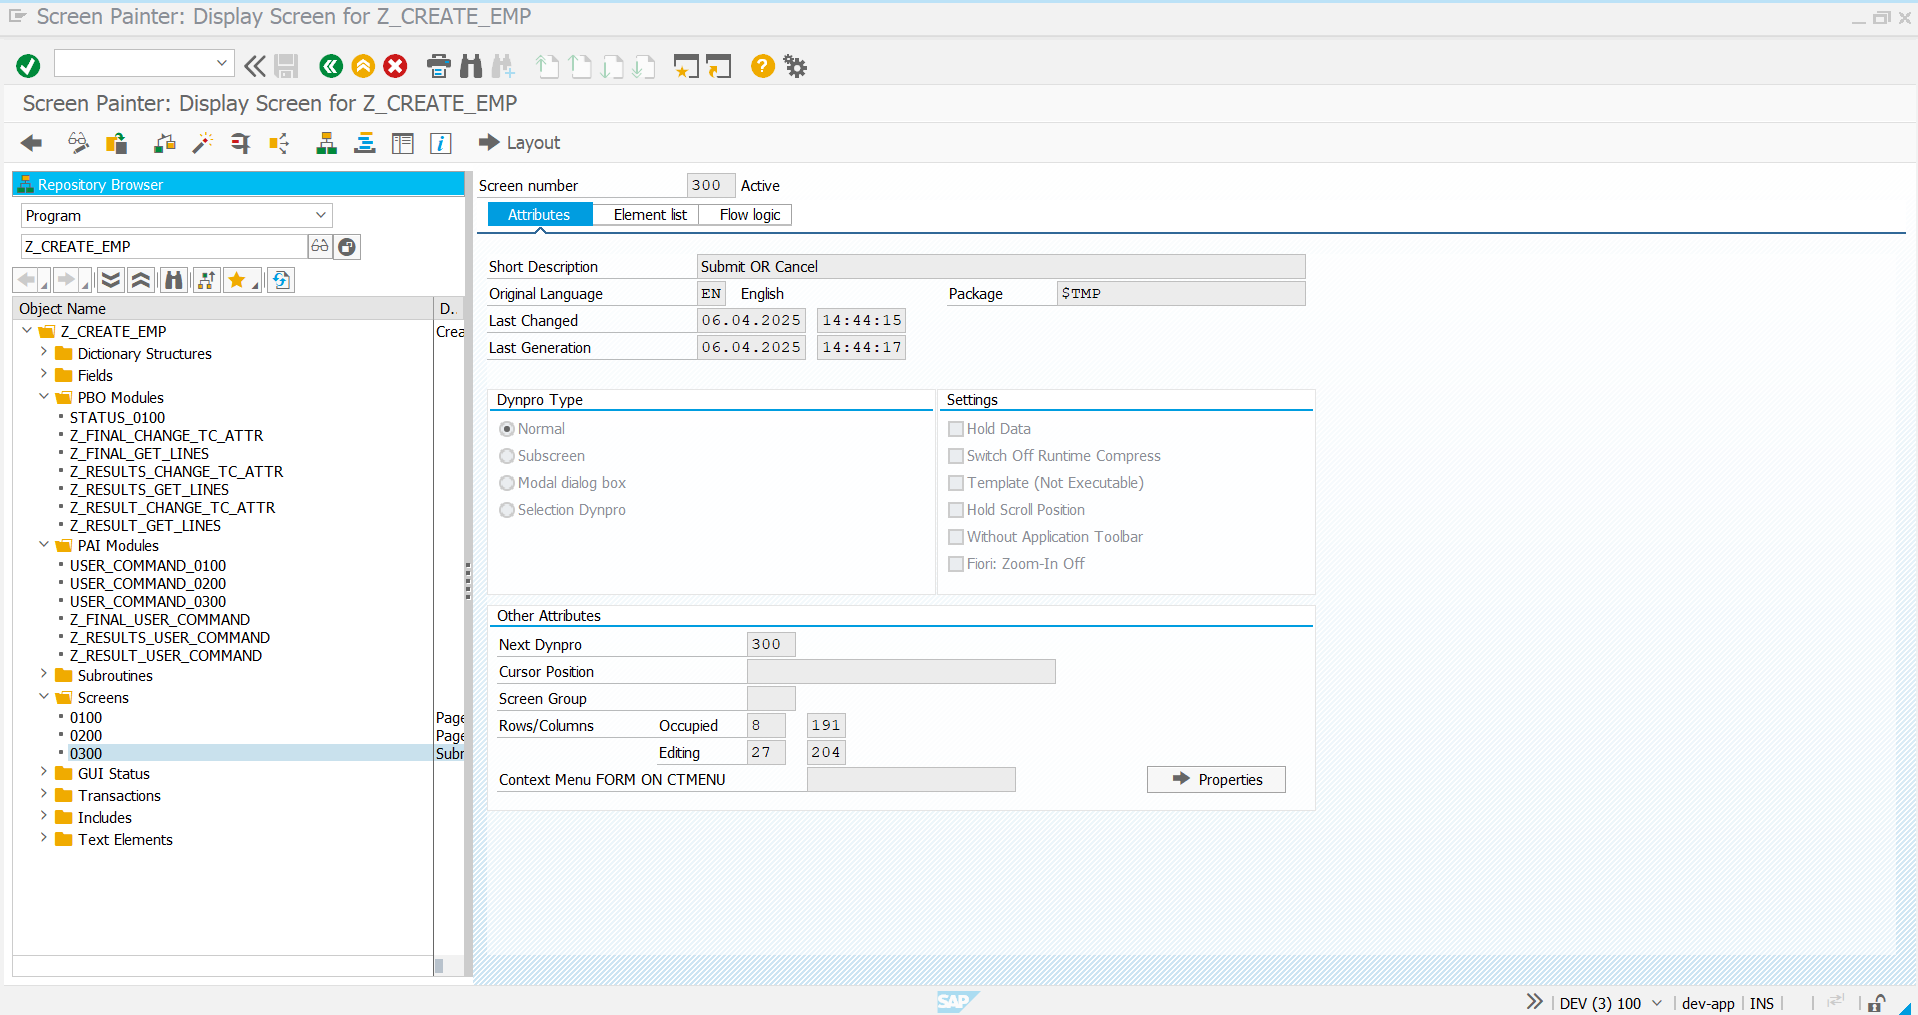 Screen Painter: Display Screen for Z_CREATE_EMP
Screen Painter: Display Screen for Z_CREATE_EMP
Layout
Repository Browser
Program
Z_CREATE_EMP
Object Name
D..
Z_CREATE_EMP
Crea
Dictionary Structures
Fields
PBO Modules
STATUS_0100
Z_FINAL_CHANGE_TC_ATTR
Z_FINAL_GET_LINES
Z_RESULTS_CHANGE_TC_ATTR
Z_RESULTS_GET_LINES
Z_RESULT_CHANGE_TC_ATTR
Z_RESULT_GET_LINES
PAI Modules
USER_COMMAND_0100
USER_COMMAND_0200
USER_COMMAND_0300
Z_FINAL_USER_COMMAND
Z_RESULTS_USER_COMMAND
Z_RESULT_USER_COMMAND
Subroutines
Screens
0100 Page
0200 Page
0300 Subm
GUI Status
Transactions
Includes
Text Elements
Screen number 300 Active
Attributes Element list Flow logic
Short Description Submit OR Cancel
Original Language EN English Package $TMP
Last Changed 06.04.2025 14:44:15
Last Generation 06.04.2025 14:44:17
Dynpro Type
Normal
Subscreen
Modal dialog box
Selection Dynpro
Settings
Hold Data
Switch Off Runtime Compress
Template (Not Executable)
Hold Scroll Position
Without Application Toolbar
Fiori: Zoom-In Off
Other Attributes
Next Dynpro 300
Cursor Position
Screen Group
Rows/Columns Occupied 8 191
Editing 27 204
Context Menu FORM ON CTMENU
Properties
SAP
DEV (3) 100 dev-app INS